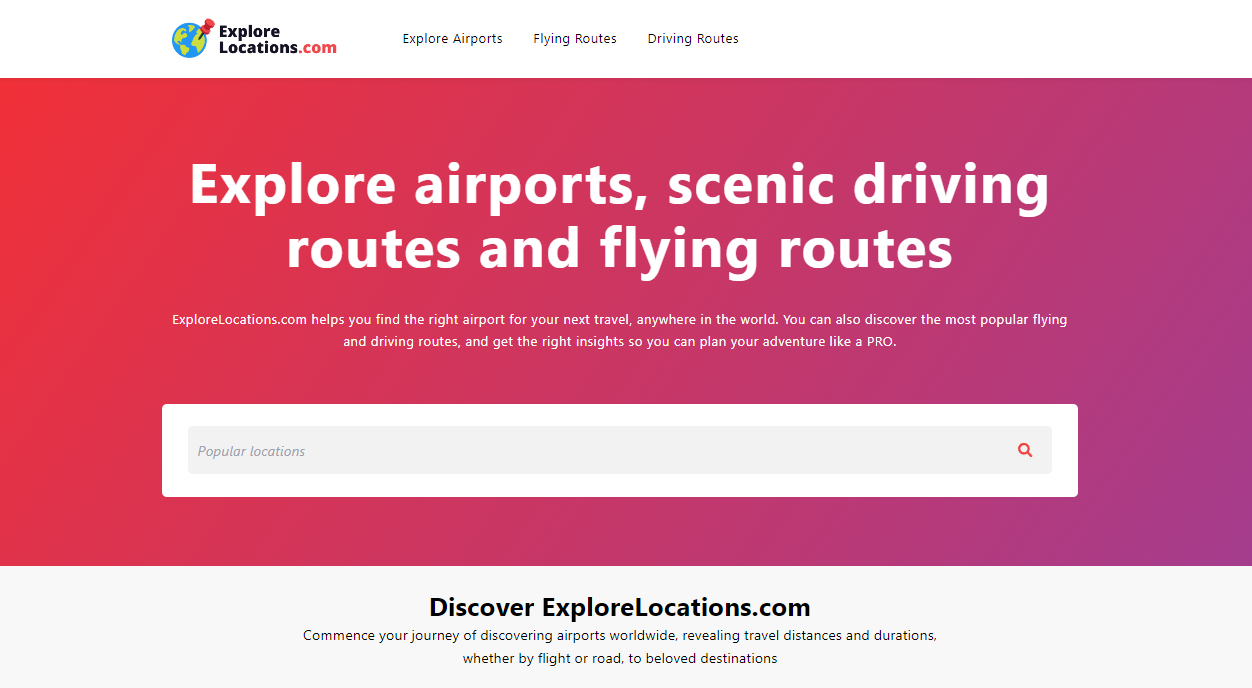 Explore
Locations.com
Explore Airports Flying Routes Driving Routes
Explore airports, scenic driving
routes and flying routes
ExploreLocations.com helps you find the right airport for your next travel, anywhere in the world. You can also discover the most popular flying
and driving routes, and get the right insights so you can plan your adventure like a PRO.
Popular locations
Discover ExploreLocations.com
Commence your journey of discovering airports worldwide, revealing travel distances and durations,
whether by flight or road, to beloved destinations